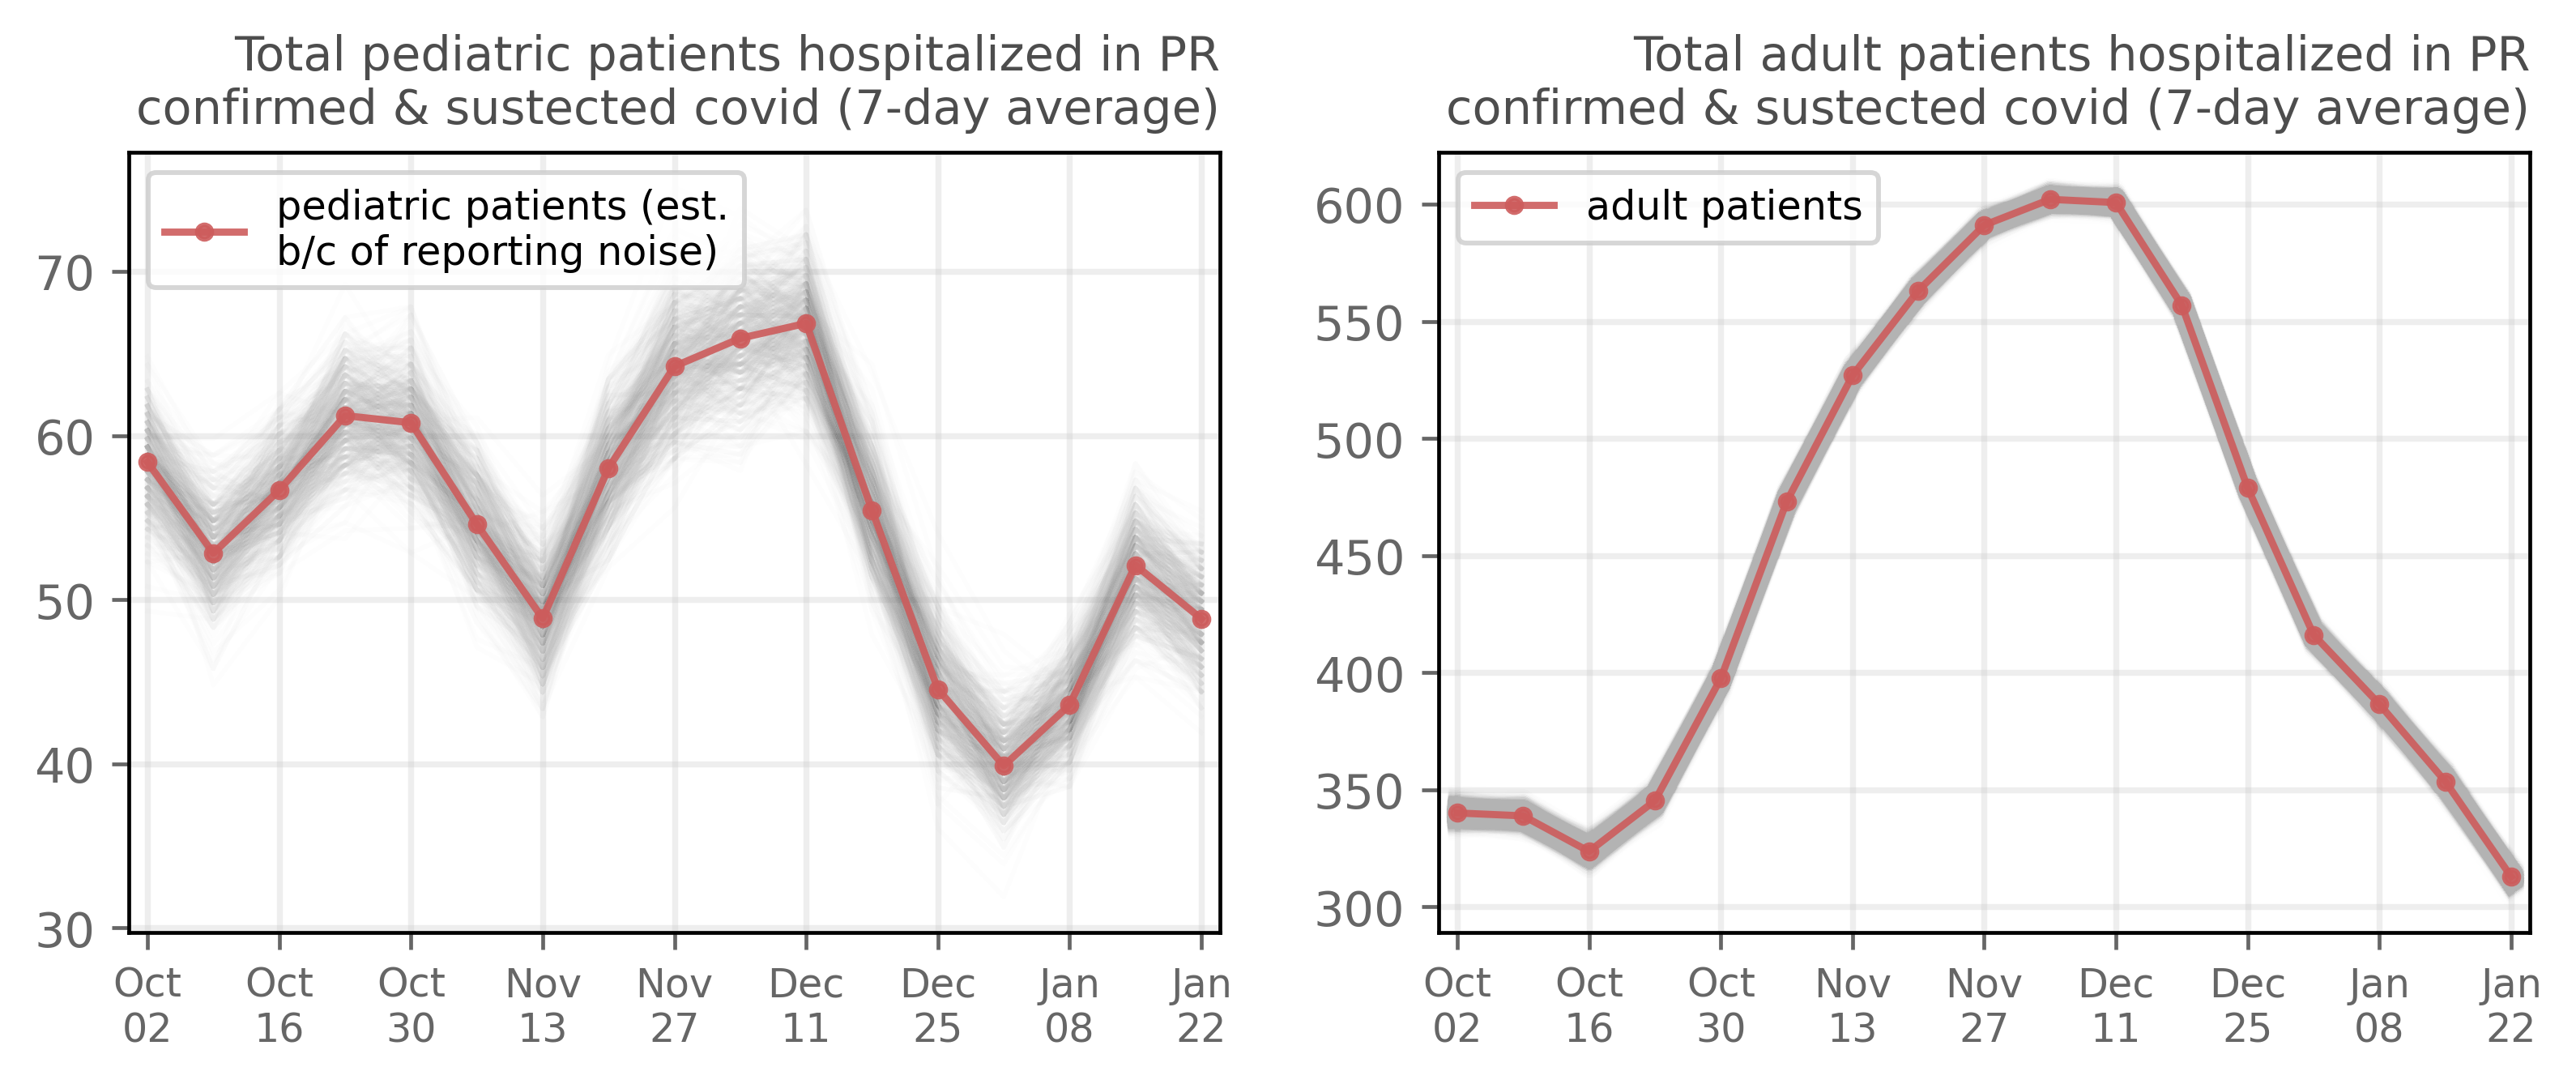 Total pediatric patients hospitalized in PR
confirmed & sustected covid (7-day average)
pediatric patients (est.
b/c of reporting noise)
70
60
50
40
30
Oct
02
Oct
16
Oct
30
Nov
13
Nov
27
Dec
11
Dec
25
Jan
08
Jan
22
Total adult patients hospitalized in PR
confirmed & sustected covid (7-day average)
adult patients
600
550
500
450
400
350
300
Oct
02
Oct
16
Oct
30
Nov
13
Nov
27
Dec
11
Dec
25
Jan
08
Jan
22